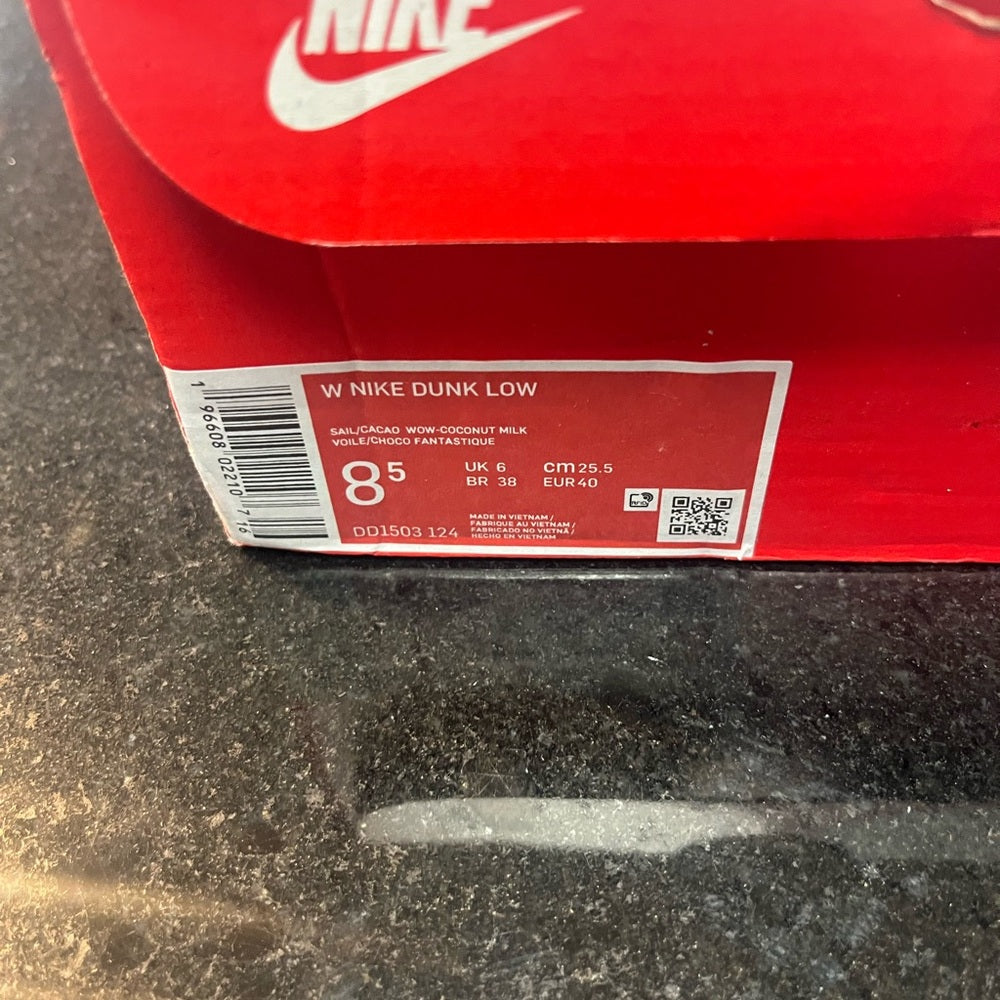 NIKE
W NIKE DUNK LOW
SAIL/CACAO WOW-COCONUT MILK
VOILE/CHOCO FANTASTIQUE
8⁵
UK 6 cm 25.5
BR 38 EUR 40
DD1503 124
MADE IN VIETNAM /
FABRIQUE AU VIETNAM /
FABRICADO NO VIETNÃ /
HECHO EN VIETNAM
1 96608 02210 7 16